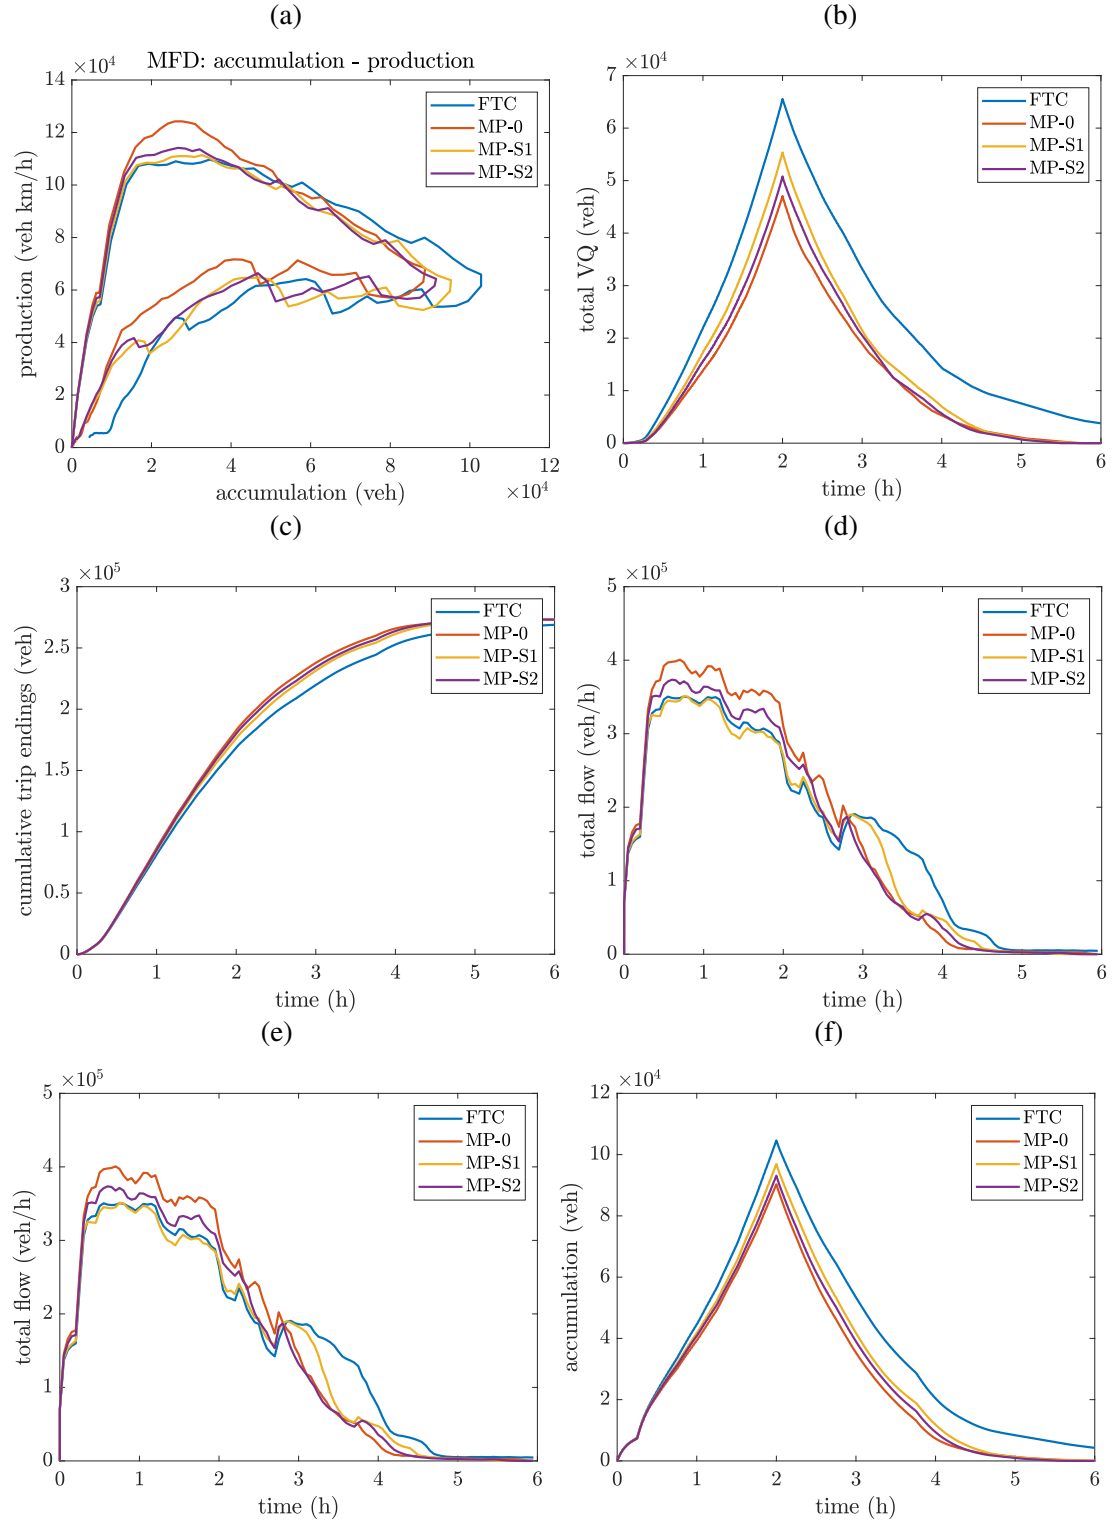 (a)
MFD: accumulation - production
×10⁴
14
12
10
8
6
4
2
0
0 2 4 6 8 10 12
×10⁴
production (veh km/h)
accumulation (veh)
FTC
MP-0
MP-S1
MP-S2
(b)
×10⁴
7
6
5
4
3
2
1
0
0 1 2 3 4 5 6
total VQ (veh)
time (h)
FTC
MP-0
MP-S1
MP-S2
(c)
×10⁵
3
2.5
2
1.5
1
0.5
0
0 1 2 3 4 5 6
cumulative trip endings (veh)
time (h)
FTC
MP-0
MP-S1
MP-S2
(d)
×10⁵
5
4
3
2
1
0
0 1 2 3 4 5 6
total flow (veh/h)
time (h)
FTC
MP-0
MP-S1
MP-S2
(e)
×10⁵
5
4
3
2
1
0
0 1 2 3 4 5 6
total flow (veh/h)
time (h)
FTC
MP-0
MP-S1
MP-S2
(f)
×10⁴
12
10
8
6
4
2
0
0 1 2 3 4 5 6
accumulation (veh)
time (h)
FTC
MP-0
MP-S1
MP-S2